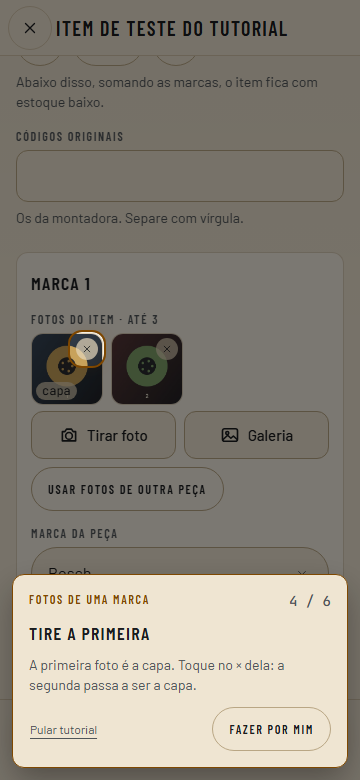 ITEM DE TESTE DO TUTORIAL
Abaixo disso, somando as marcas, o item fica com
estoque baixo.
CÓDIGOS ORIGINAIS
Os da montadora. Separe com vírgula.
MARCA 1
FOTOS DO ITEM · ATÉ 3
capa
Tirar foto
Galeria
USAR FOTOS DE OUTRA PEÇA
MARCA DA PEÇA
Bosch
FOTOS DE UMA MARCA
4 / 6
TIRE A PRIMEIRA
A primeira foto é a capa. Toque no × dela: a
segunda passa a ser a capa.
Pular tutorial
FAZER POR MIM